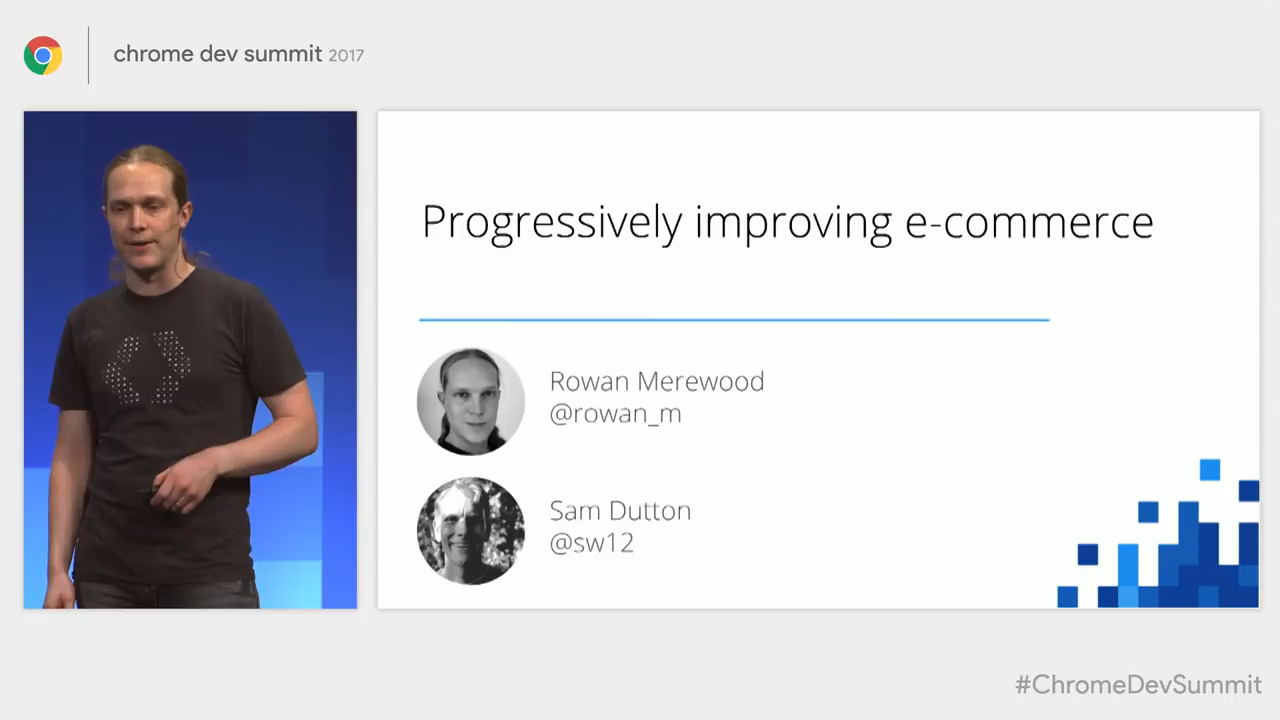 chrome dev summit 2017
Progressively improving e-commerce
Rowan Merewood
@rowan_m
Sam Dutton
@sw12
#ChromeDevSummit